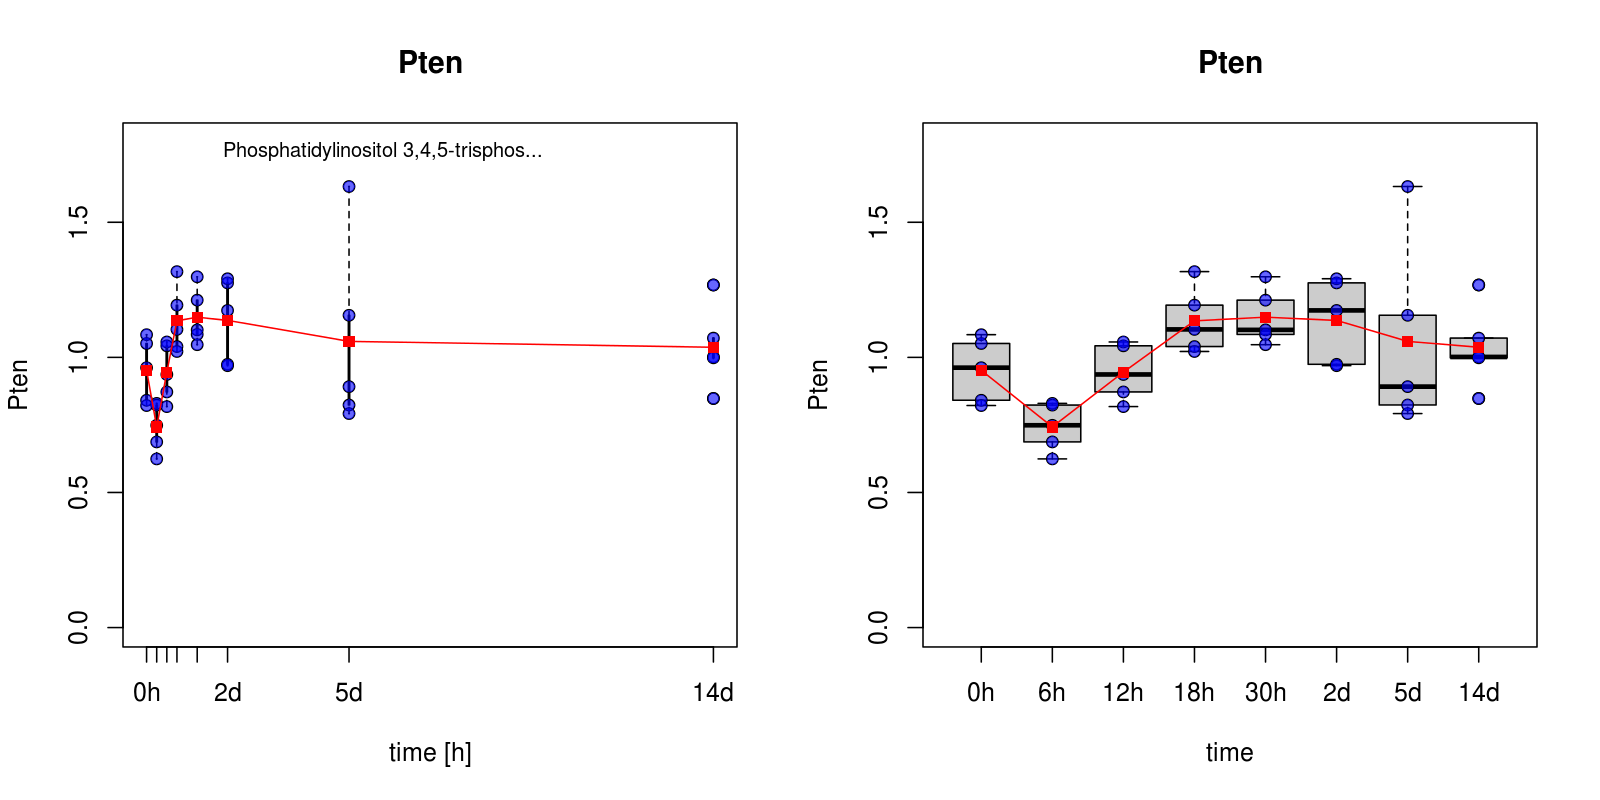 Pten
Phosphatidylinositol 3,4,5-trisphos...
Pten
0.0 0.5 1.0 1.5
0h 2d 5d 14d
time [h]
Pten
Pten
0.0 0.5 1.0 1.5
0h 6h 12h 18h 30h 2d 5d 14d
time